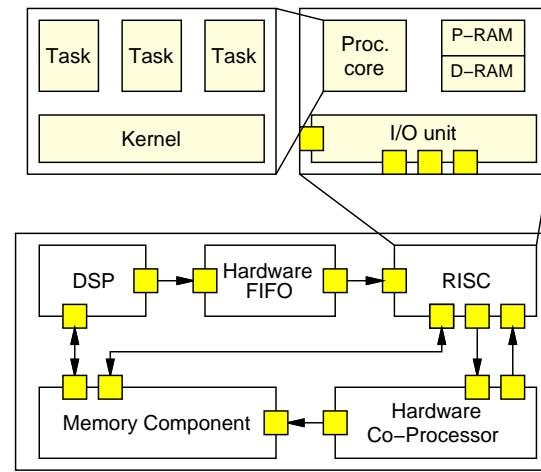 Task
Task
Task
Kernel
Proc.
core
P−RAM
D−RAM
I/O unit
DSP
Hardware
FIFO
RISC
Memory Component
Hardware
Co−Processor